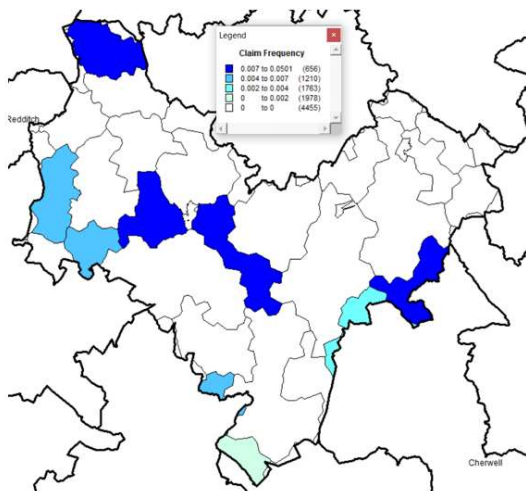 Legend
Claim Frequency
0.007 to 0.0501 (656)
0.004 to 0.007 (1210)
0.002 to 0.004 (1763)
0 to 0.002 (1978)
0 to 0 (4455)
Redditch
Cherwell